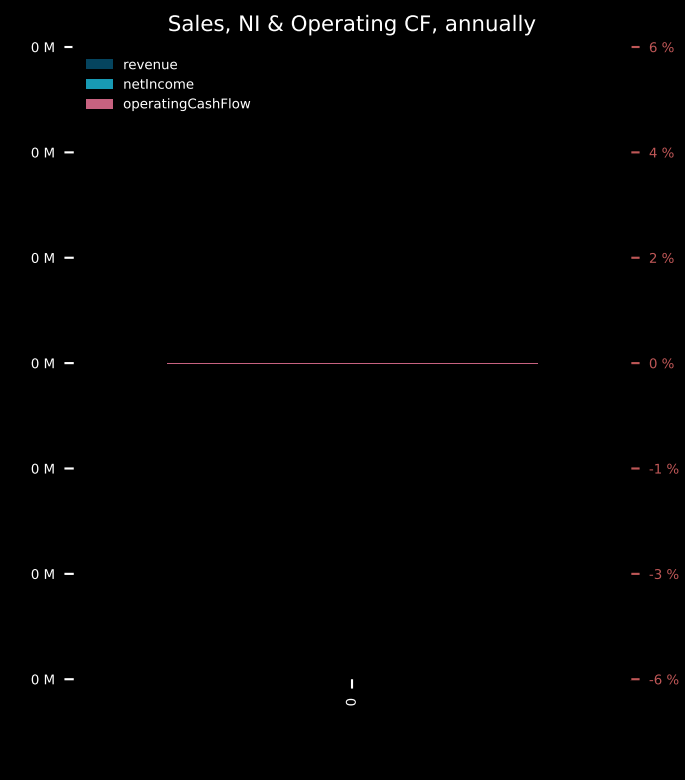 Sales, NI & Operating CF, annually
0 M
6 %
revenue
netIncome
operatingCashFlow
0 M
4 %
0 M
2 %
0 M
0 %
0 M
-1 %
0 M
-3 %
0 M
-6 %
0